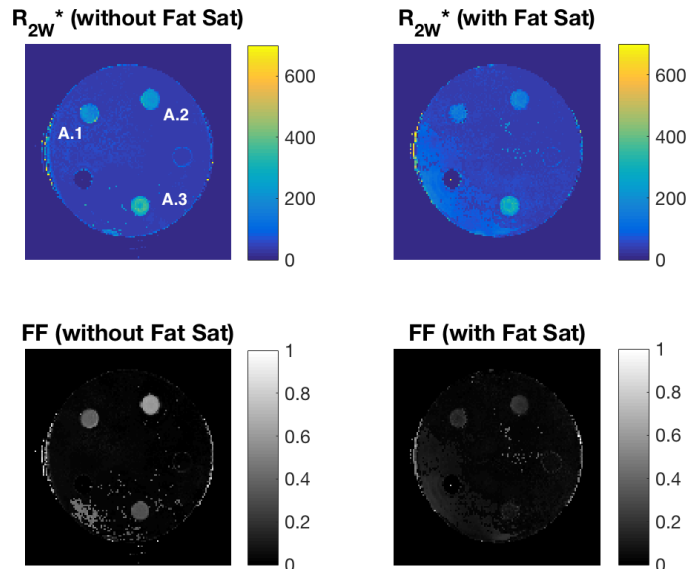 R2W* (without Fat Sat)
R2W* (with Fat Sat)
A.1
A.2
A.3
600
400
200
0
600
400
200
0
FF (without Fat Sat)
FF (with Fat Sat)
1
0.8
0.6
0.4
0.2
0
1
0.8
0.6
0.4
0.2
0